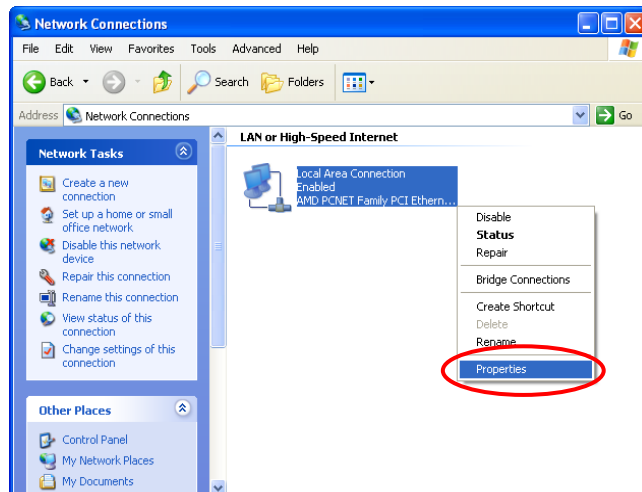 Network Connections
File Edit View Favorites Tools Advanced Help
Back Search Folders
Address Network Connections Go
Network Tasks
Create a new
connection
Set up a home or small
office network
Disable this network
device
Repair this connection
Rename this connection
View status of this
connection
Change settings of this
connection
Other Places
Control Panel
My Network Places
My Documents
LAN or High-Speed Internet
Local Area Connection
Enabled
AMD PCNET Family PCI Ethern...
Disable
Status
Repair
Bridge Connections
Create Shortcut
Delete
Rename
Properties